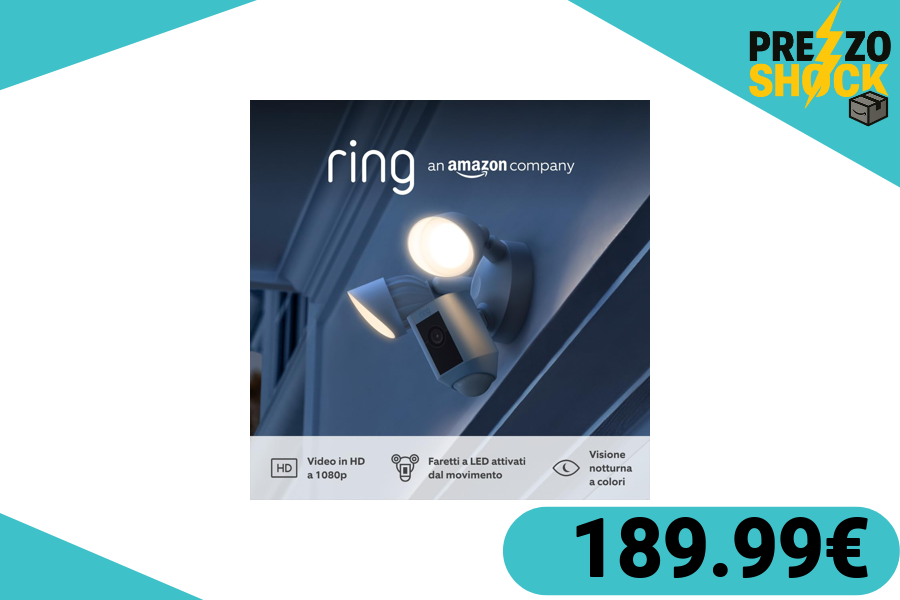 PREZZO
SHOCK
ring an amazon company
HD
Video in HD
a 1080p
Faretti a LED attivati
dal movimento
Visione
notturna
a colori
189.99€